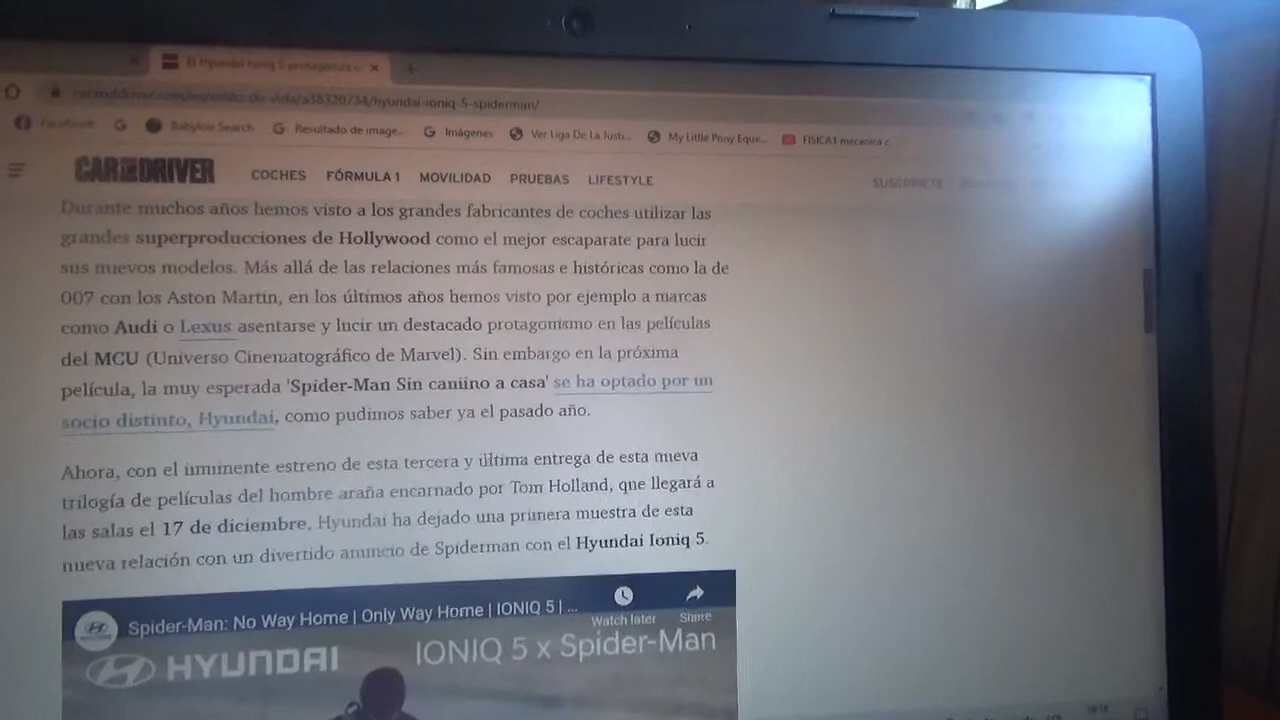 El Hyundai Ioniq 5 protagoniza
caranddriver.com/es/estilo-de-vida/a38320734/hyundai-ioniq-5-spiderman/
Facebook Babylon Search Resultado de image... Imágenes Ver Liga De La Justi... My Little Pony Eque... FISICA1 mecanica c
CAR AND DRIVER COCHES FÓRMULA 1 MOVILIDAD PRUEBAS LIFESTYLE SUSCRÍBETE
Durante muchos años hemos visto a los grandes fabricantes de coches utilizar las
grandes superproducciones de Hollywood como el mejor escaparate para lucir
sus nuevos modelos. Más allá de las relaciones más famosas e históricas como la de
007 con los Aston Martin, en los últimos años hemos visto por ejemplo a marcas
como Audi o Lexus asentarse y lucir un destacado protagonismo en las películas
del MCU (Universo Cinematográfico de Marvel). Sin embargo en la próxima
película, la muy esperada 'Spider-Man Sin camino a casa' se ha optado por un
socio distinto, Hyundai, como pudimos saber ya el pasado año.
Ahora, con el inminente estreno de esta tercera y última entrega de esta nueva
trilogía de películas del hombre araña encarnado por Tom Holland, que llegará a
las salas el 17 de diciembre, Hyundai ha dejado una primera muestra de esta
nueva relación con un divertido anuncio de Spiderman con el Hyundai Ioniq 5.
Spider-Man: No Way Home | Only Way Home | IONIQ 5 | ...
Watch later Share
HYUNDAI IONIQ 5 x Spider-Man